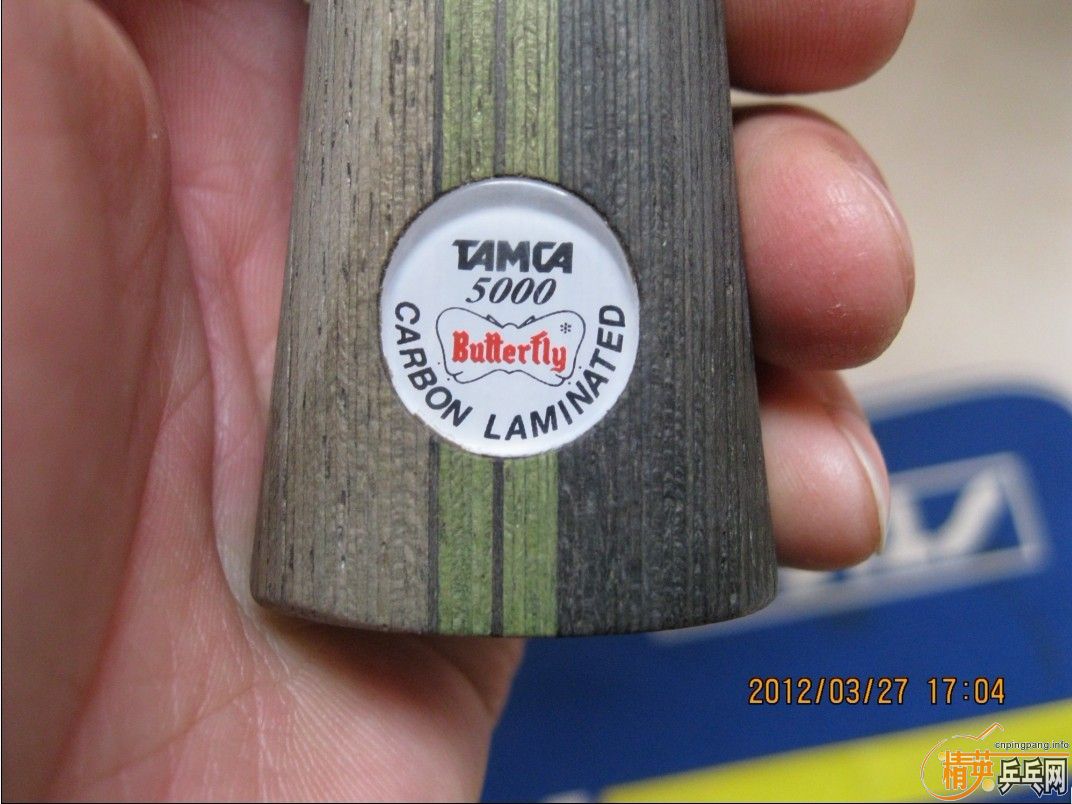 TAMCA
5000
Butterfly*
CARBON LAMINATED
2012/03/27 17:04
cnpingpang.info
精英乒乓网